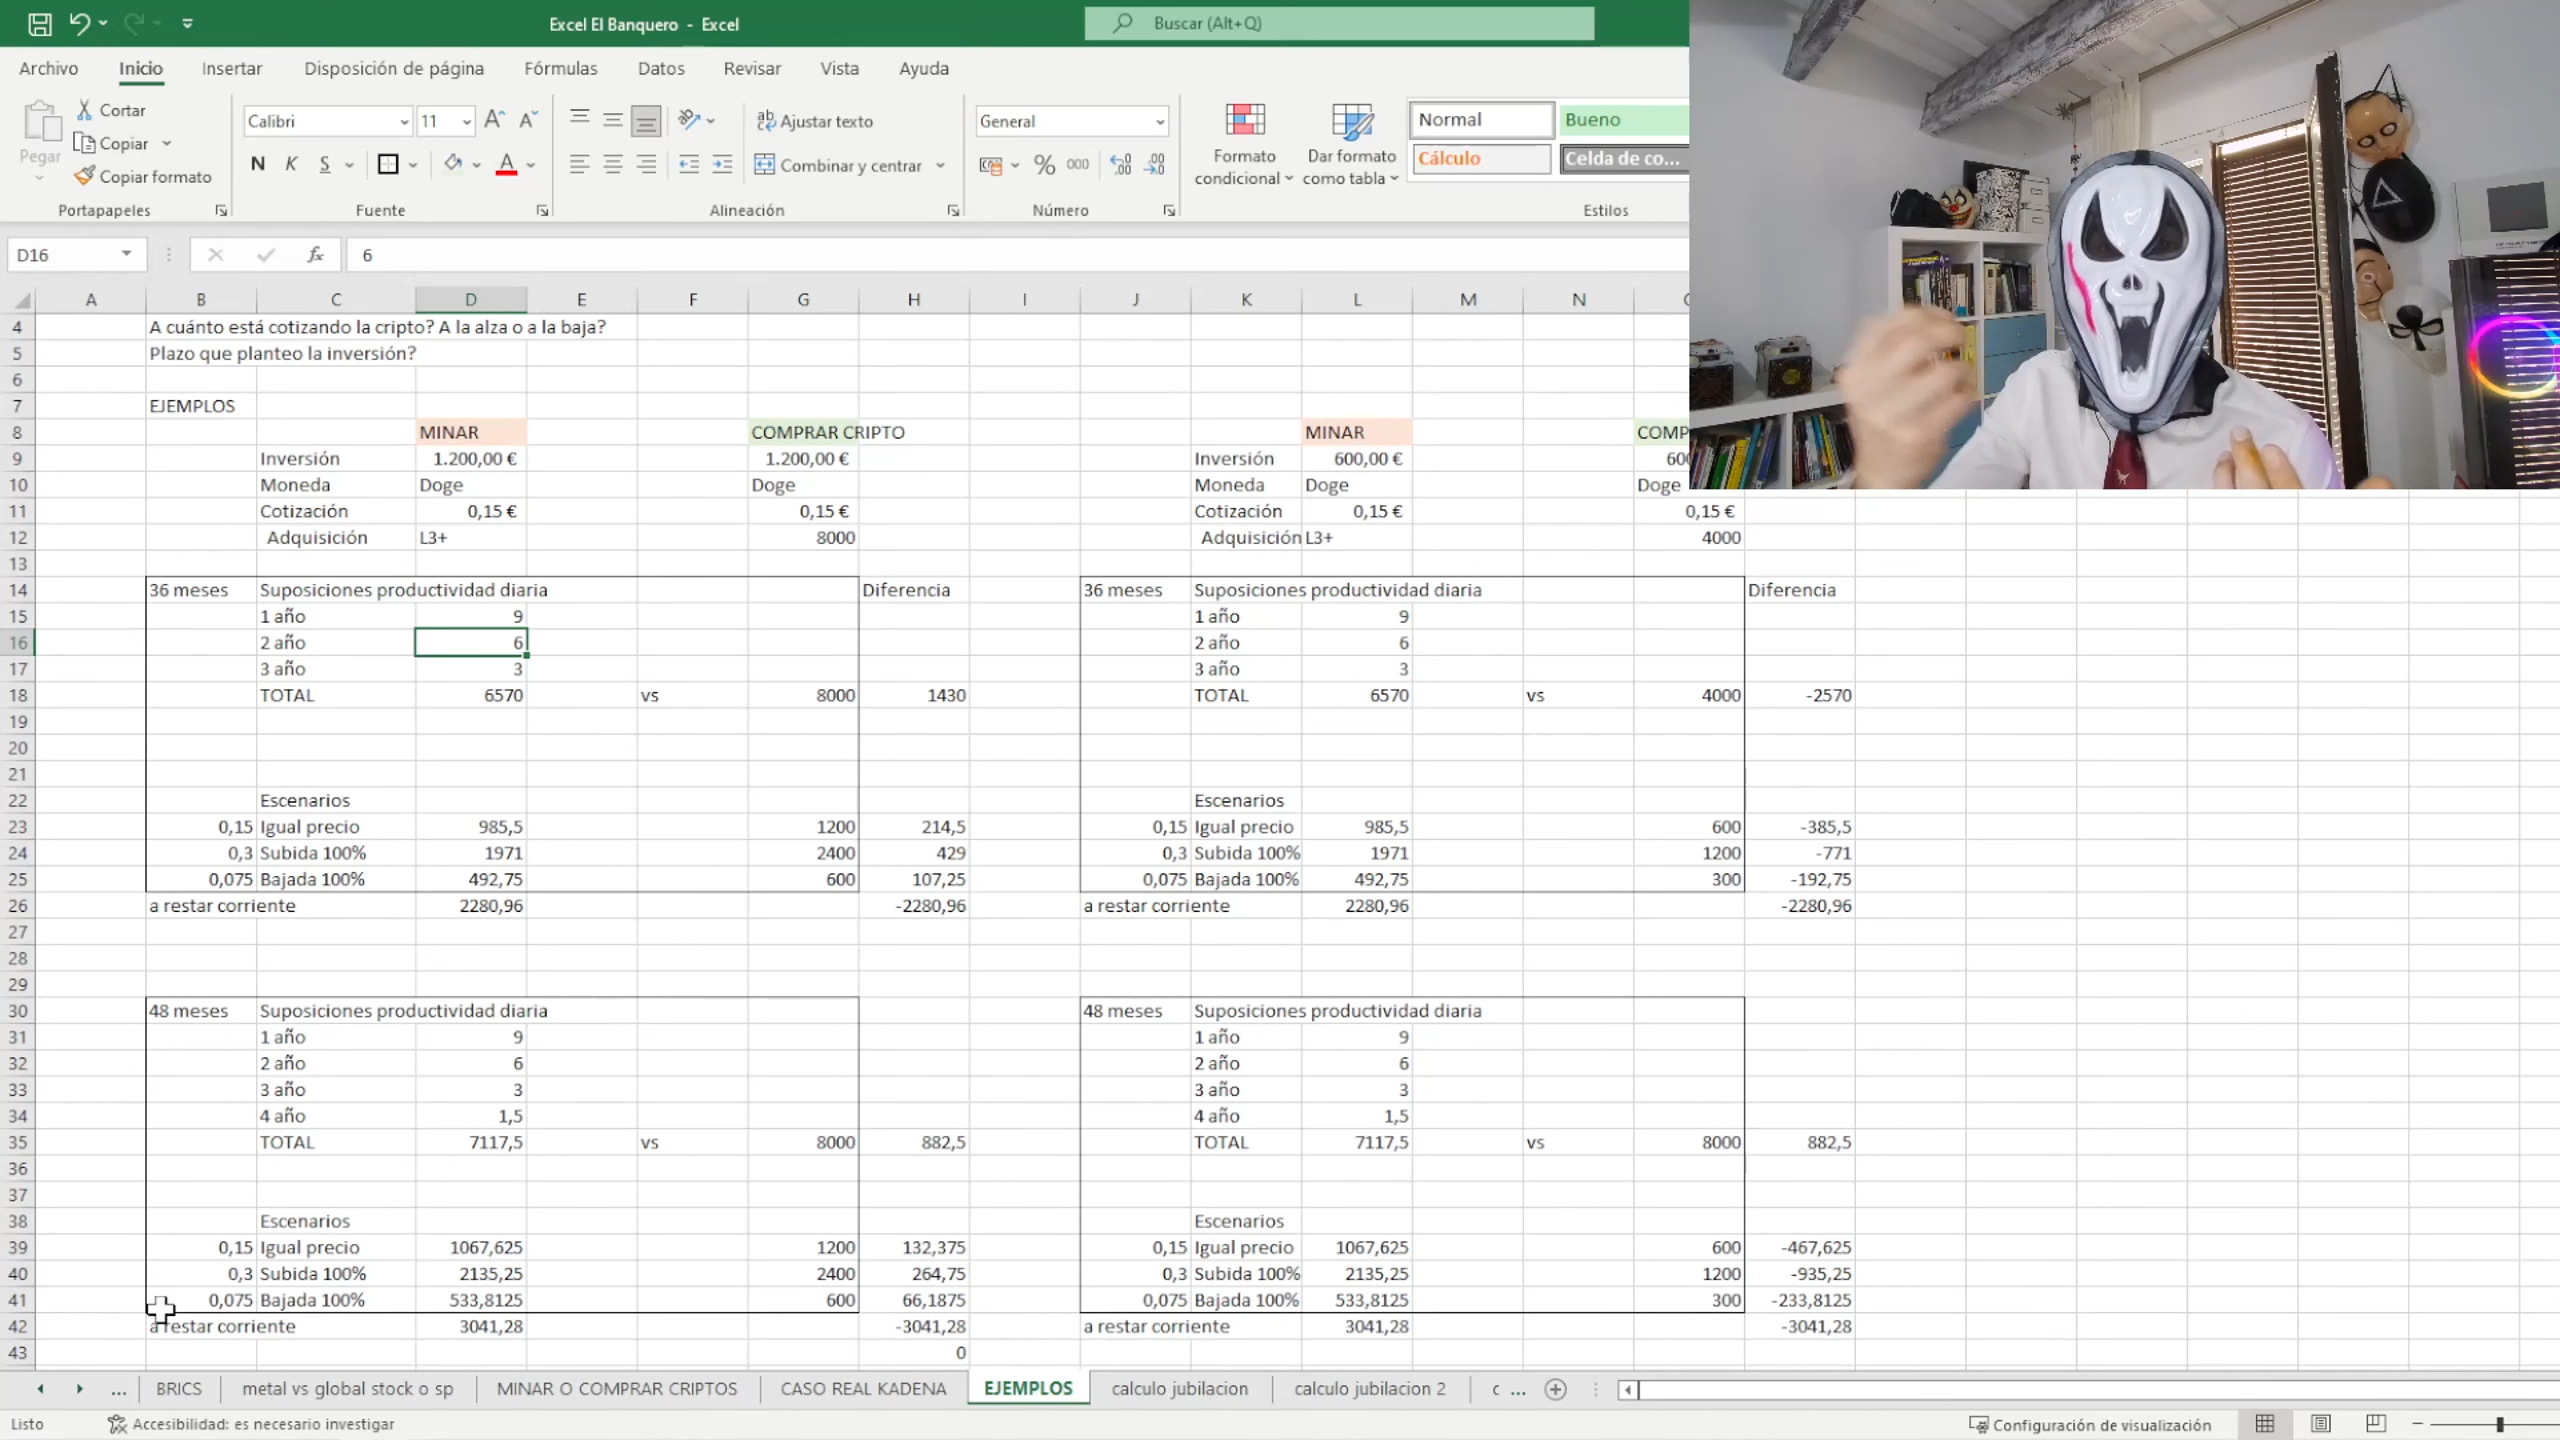 Excel El Banquero - Excel
Buscar (Alt+Q)
Archivo Inicio Insertar Disposición de página Fórmulas Datos Revisar Vista Ayuda
Pegar
Cortar
Copiar
Copiar formato
Portapapeles
Calibri 11
N K S
Fuente
Ajustar texto
Combinar y centrar
Alineación
General
% 000
Número
Formato condicional
Dar formato como tabla
Normal Bueno
Cálculo Celda de co...
Estilos
D16 fx 6
A B C D E F G H I J K L M N
4 A cuánto está cotizando la cripto? A la alza o a la baja?
5 Plazo que planteo la inversión?
6
7 EJEMPLOS
8 MINAR COMPRAR CRIPTO MINAR COMP
9 Inversión 1.200,00 € 1.200,00 € Inversión 600,00 € 600
10 Moneda Doge Doge Moneda Doge Doge
11 Cotización 0,15 € 0,15 € Cotización 0,15 € 0,15 €
12 Adquisición L3+ 8000 Adquisición L3+ 4000
13
14 36 meses Suposiciones productividad diaria Diferencia 36 meses Suposiciones productividad diaria Diferencia
15 1 año 9 1 año 9
16 2 año 6 2 año 6
17 3 año 3 3 año 3
18 TOTAL 6570 vs 8000 1430 TOTAL 6570 vs 4000 -2570
19
20
21
22 Escenarios Escenarios
23 0,15 Igual precio 985,5 1200 214,5 0,15 Igual precio 985,5 600 -385,5
24 0,3 Subida 100% 1971 2400 429 0,3 Subida 100% 1971 1200 -771
25 0,075 Bajada 100% 492,75 600 107,25 0,075 Bajada 100% 492,75 300 -192,75
26 a restar corriente 2280,96 -2280,96 a restar corriente 2280,96 -2280,96
27
28
29
30 48 meses Suposiciones productividad diaria 48 meses Suposiciones productividad diaria
31 1 año 9 1 año 9
32 2 año 6 2 año 6
33 3 año 3 3 año 3
34 4 año 1,5 4 año 1,5
35 TOTAL 7117,5 vs 8000 882,5 TOTAL 7117,5 vs 8000 882,5
36
37
38 Escenarios Escenarios
39 0,15 Igual precio 1067,625 1200 132,375 0,15 Igual precio 1067,625 600 -467,625
40 0,3 Subida 100% 2135,25 2400 264,75 0,3 Subida 100% 2135,25 1200 -935,25
41 0,075 Bajada 100% 533,8125 600 66,1875 0,075 Bajada 100% 533,8125 300 -233,8125
42 a restar corriente 3041,28 -3041,28 a restar corriente 3041,28 -3041,28
43 0
... BRICS metal vs global stock o sp MINAR O COMPRAR CRIPTOS CASO REAL KADENA EJEMPLOS calculo jubilacion calculo jubilacion 2 c ...
Listo Accesibilidad: es necesario investigar Configuración de visualización